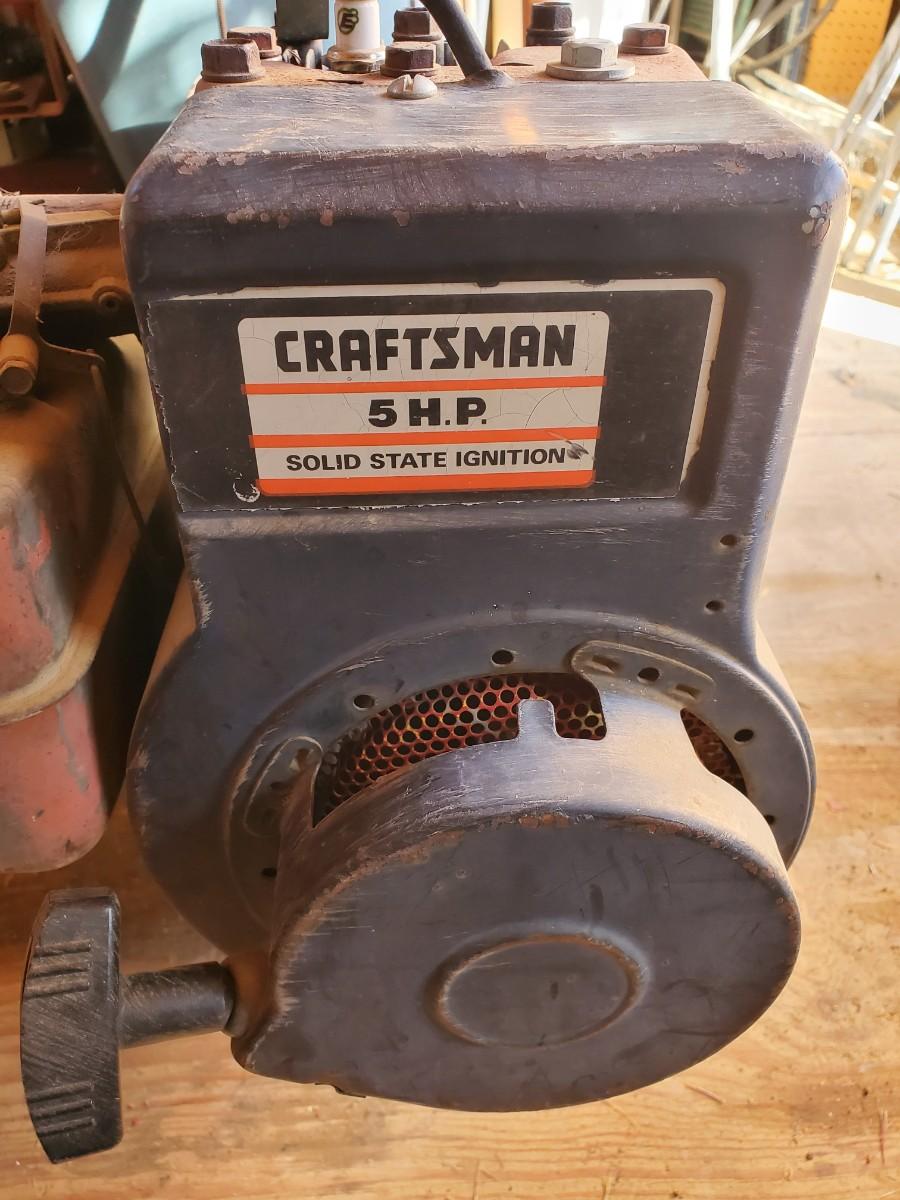 CRAFTSMAN
5 H.P.
SOLID STATE IGNITION